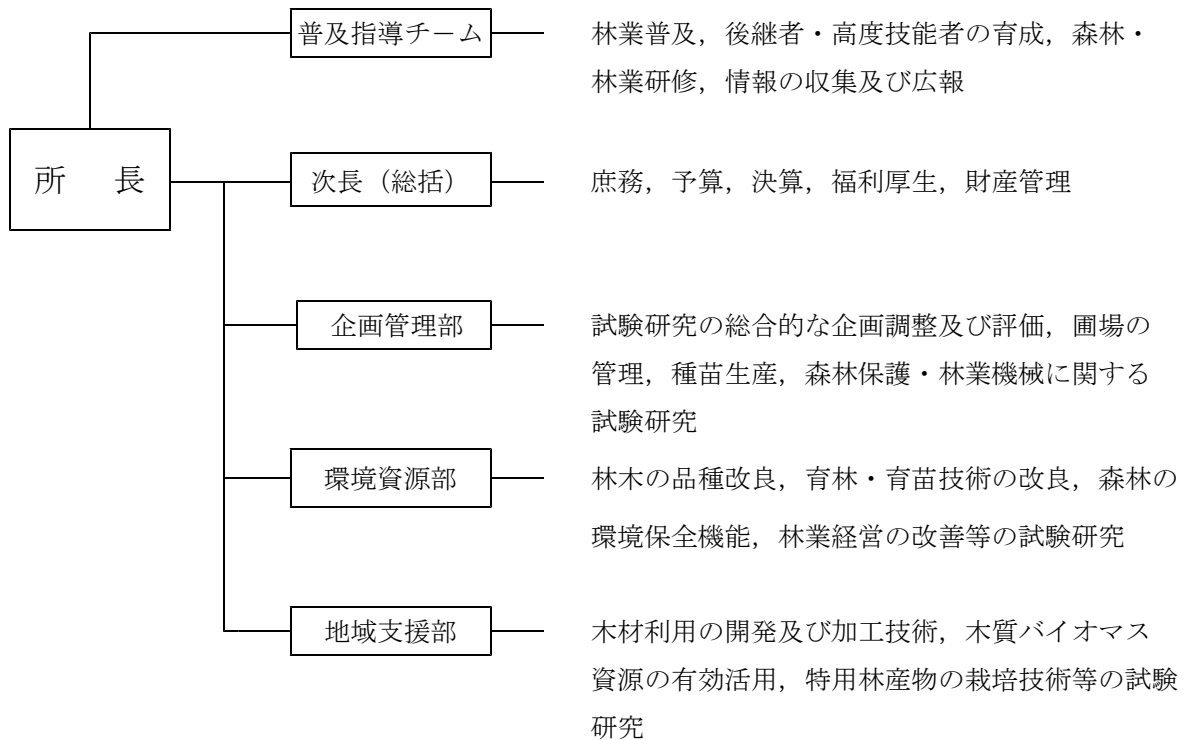 普及指導チーム
林業普及，後継者・高度技能者の育成，森林・
林業研修，情報の収集及び広報
所　長
次長（総括）
庶務，予算，決算，福利厚生，財産管理
企画管理部
試験研究の総合的な企画調整及び評価，圃場の
管理，種苗生産，森林保護・林業機械に関する
試験研究
環境資源部
林木の品種改良，育林・育苗技術の改良，森林の
環境保全機能，林業経営の改善等の試験研究
地域支援部
木材利用の開発及び加工技術，木質バイオマス
資源の有効活用，特用林産物の栽培技術等の試験
研究